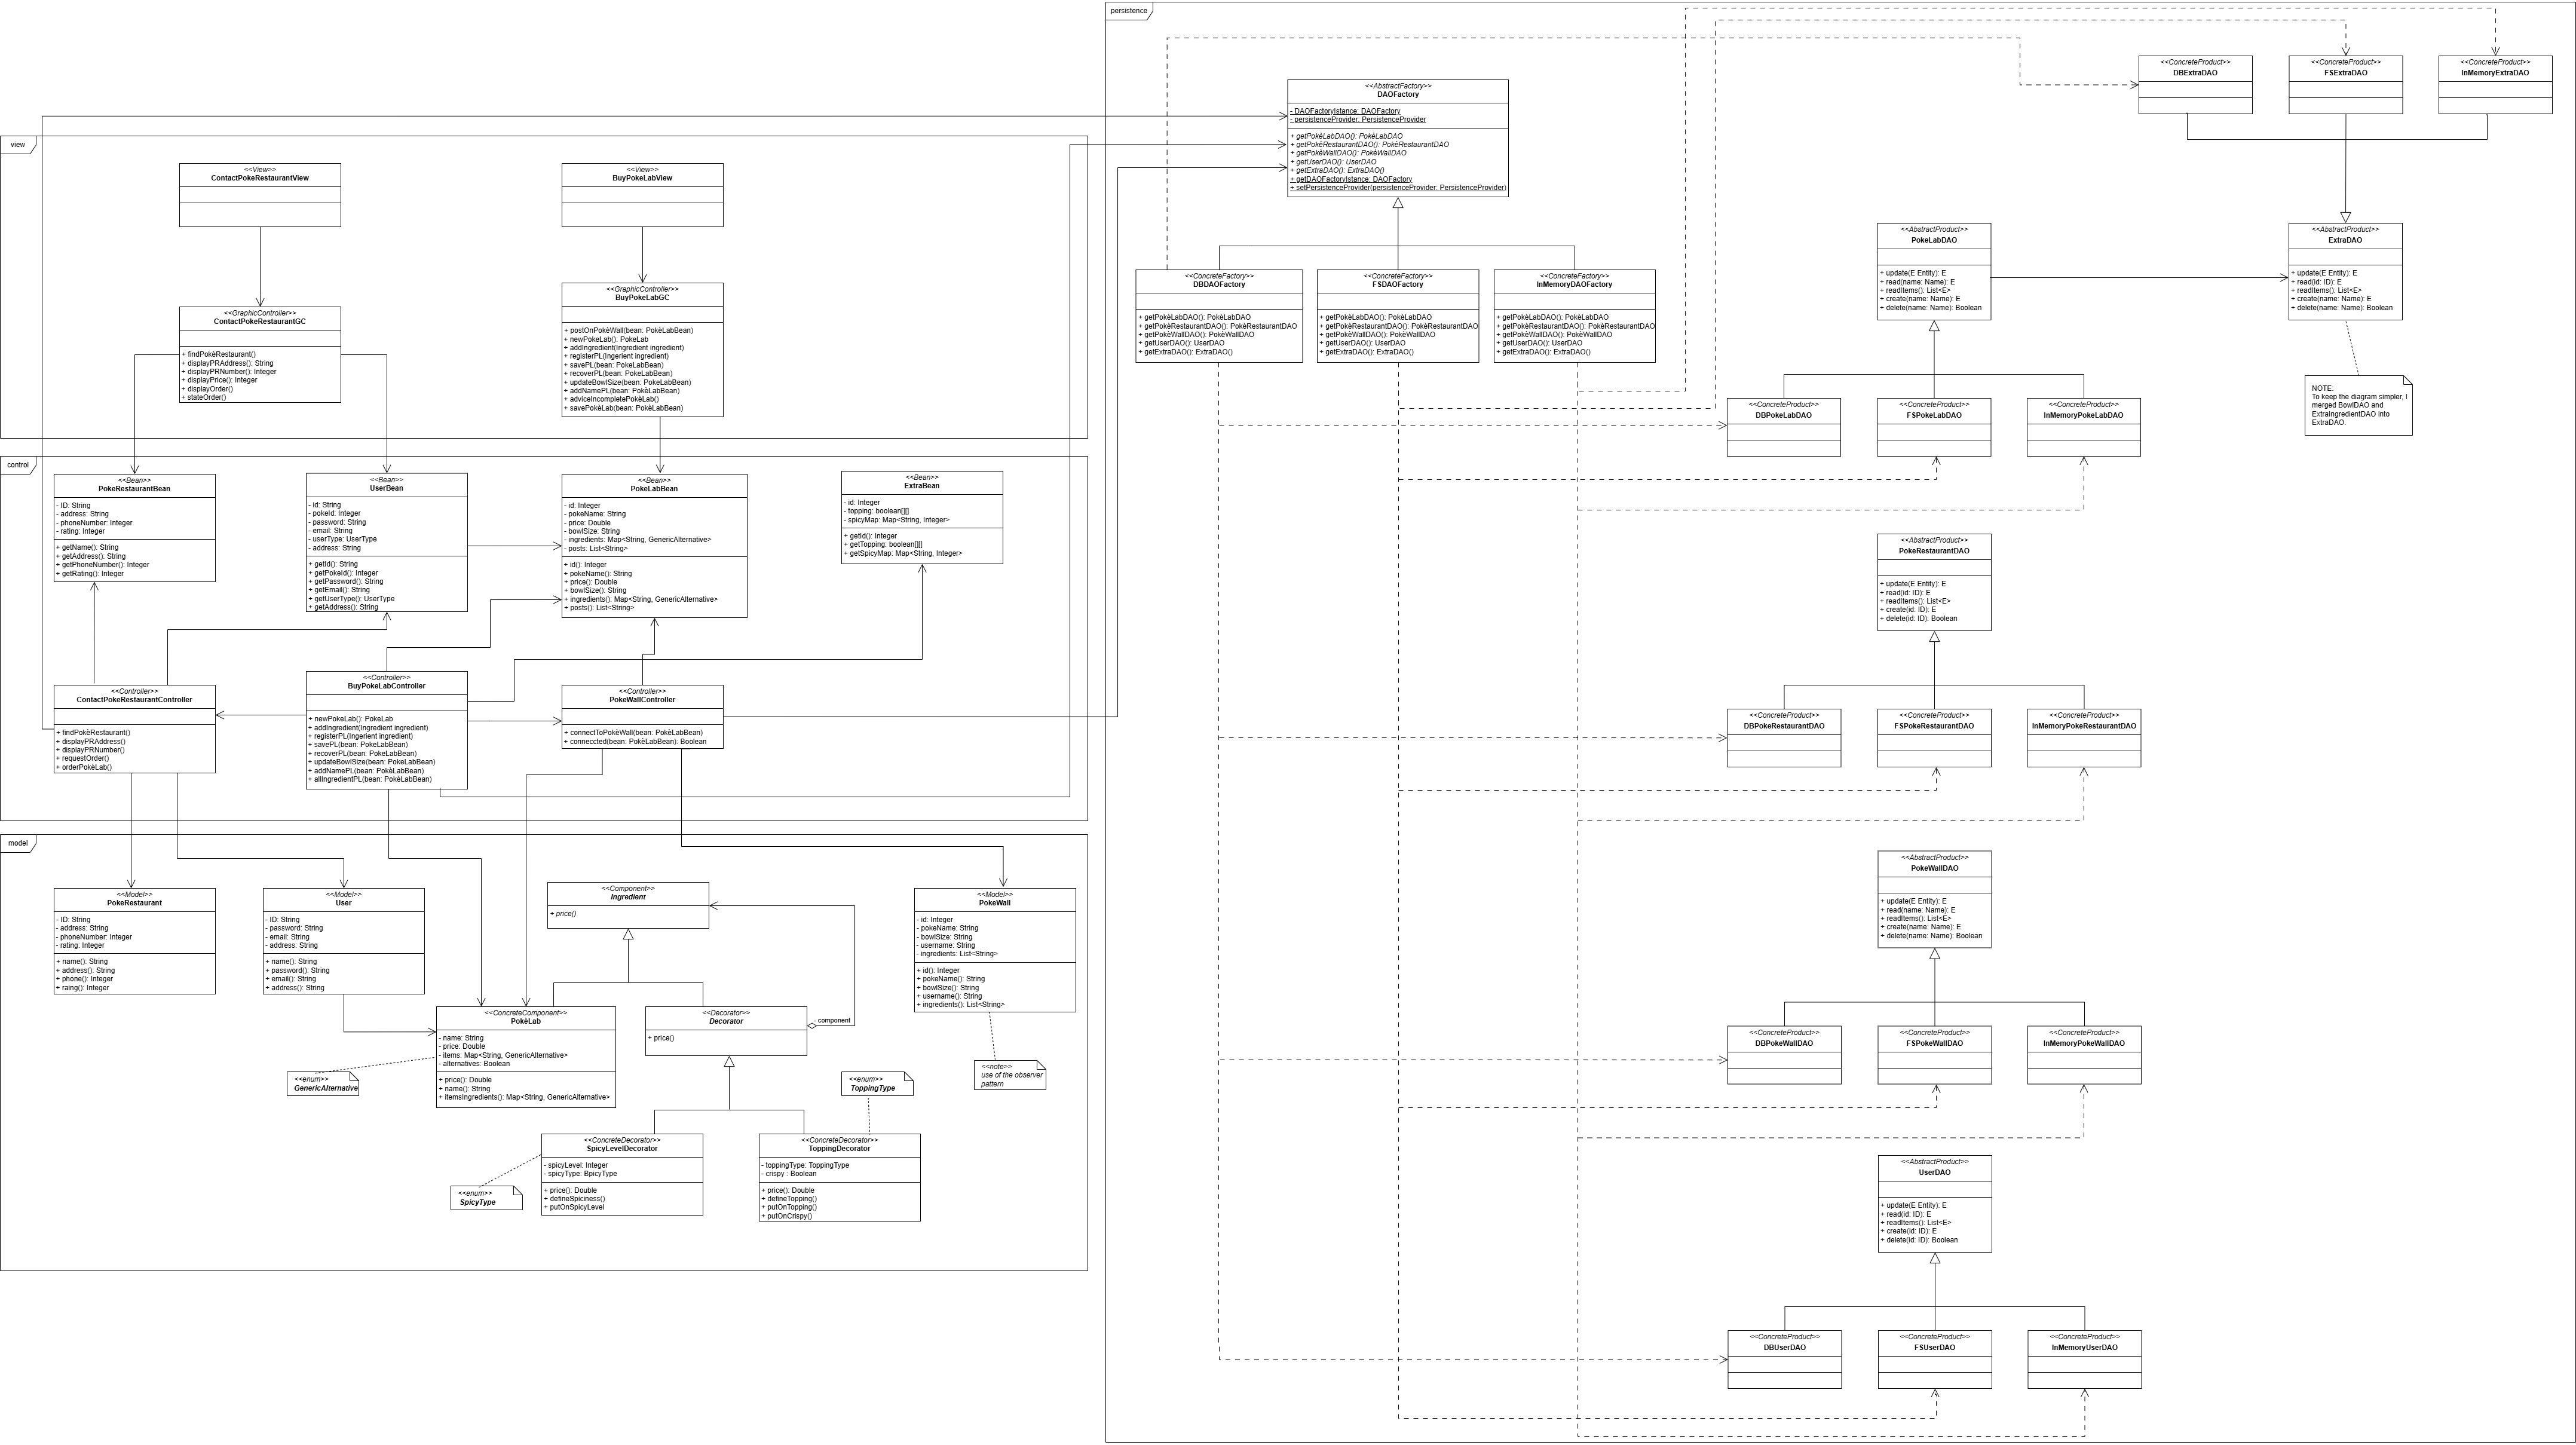 view
<<View>>
ContactPokeRestaurantView
<<View>>
BuyPokeLabView
<<GraphicController>>
ContactPokeRestaurantGC
+ findPokèRestaurant()
+ displayPRAddress(): String
+ displayPRNumber(): Integer
+ displayPrice(): Integer
+ displayOrder()
+ stateOrder()
<<GraphicController>>
BuyPokeLabGC
+ postOnPokèWall(bean: PokèLabBean)
+ newPokeLab(): PokeLab
+ addIngredient(Ingredient ingredient)
+ registerPL(Ingerient ingredient)
+ savePL(bean: PokeLabBean)
+ recoverPL(bean: PokeLabBean)
+ updateBowlSize(bean: PokeLabBean)
+ addNamePL(bean: PokèLabBean)
+ adviceIncompletePokèLab()
+ savePokèLab(bean: PokèLabBean)
control
<<Bean>>
PokeRestaurantBean
- ID: String
- address: String
- phoneNumber: Integer
- rating: Integer
+ getName(): String
+ getAddress(): String
+ getPhoneNumber(): Integer
+ getRating(): Integer
<<Bean>>
UserBean
- id: String
- pokeId: Integer
- password: String
- email: String
- userType: UserType
- address: String
+ getId(): String
+ getPokeId(): Integer
+ getPassword(): String
+ getEmail(): String
+ getUserType(): UserType
+ getAddress(): String
<<Bean>>
PokeLabBean
- id: Integer
- pokeName: String
- price: Double
- bowlSize: String
- ingredients: Map<String, GenericAlternative>
- posts: List<String>
+ id(): Integer
+ pokeName(): String
+ price(): Double
+ bowlSize(): String
+ ingredients(): Map<String, GenericAlternative>
+ posts(): List<String>
<<Bean>>
ExtraBean
- id: Integer
- topping: boolean[][]
- spicyMap: Map<String, Integer>
+ getId(): Integer
+ getTopping: boolean[][]
+ getSpicyMap: Map<String, Integer>
<<Controller>>
ContactPokeRestaurantController
+ findPokèRestaurant()
+ displayPRAddress()
+ displayPRNumber()
+ requestOrder()
+ orderPokèLab()
<<Controller>>
BuyPokeLabController
+ newPokeLab(): PokeLab
+ addIngredient(Ingredient ingredient)
+ registerPL(Ingerient ingredient)
+ savePL(bean: PokeLabBean)
+ recoverPL(bean: PokeLabBean)
+ updateBowlSize(bean: PokeLabBean)
+ addNamePL(bean: PokèLabBean)
+ allIngredientPL(bean: PokèLabBean)
<<Controller>>
PokeWallController
+ connectToPokèWall(bean: PokèLabBean)
+ conneccted(bean: PokèLabBean): Boolean
model
<<Model>>
PokeRestaurant
- ID: String
- address: String
- phoneNumber: Integer
- rating: Integer
+ name(): String
+ address(): String
+ phone(): Integer
+ raing(): Integer
<<Model>>
User
- ID: String
- password: String
- email: String
- address: String
+ name(): String
+ password(): String
+ email(): String
+ address(): String
<<Component>>
Ingredient
+ price()
<<Model>>
PokeWall
- id: Integer
- pokeName: String
- bowlSize: String
- username: String
- ingredients: List<String>
+ id(): Integer
+ pokeName(): String
+ bowlSize(): String
+ username(): String
+ ingredients(): List<String>
<<ConcreteComponent>>
PokèLab
- name: String
- price: Double
- items: Map<String, GenericAlternative>
- alternatives: Boolean
+ price(): Double
+ name(): String
+ itemsIngredients(): Map<String, GenericAlternative>
<<Decorator>>
Decorator
+ price()
- component
<<enum>>
GenericAlternative
<<enum>>
ToppingType
<<note>>
use of the observer
pattern
<<ConcreteDecorator>>
SpicyLevelDecorator
- spicyLevel: Integer
- spicyType: BpicyType
+ price(): Double
+ defineSpiciness()
+ putOnSpicyLevel
<<ConcreteDecorator>>
ToppingDecorator
- toppingType: ToppingType
- crispy : Boolean
+ price(): Double
+ defineTopping()
+ putOnTopping()
+ putOnCrispy()
<<enum>>
SpicyType
persistence
<<AbstractFactory>>
DAOFactory
- DAOFactoryIstance: DAOFactory
- persistenceProvider: PersistenceProvider
+ getPokèLabDAO(): PokèLabDAO
+ getPokèRestaurantDAO(): PokèRestaurantDAO
+ getPokèWallDAO(): PokèWallDAO
+ getUserDAO(): UserDAO
+ getExtraDAO(): ExtraDAO()
+ getDAOFactoryIstance: DAOFactory
+ setPersistenceProvider(persistenceProvider: PersistenceProvider)
<<ConcreteFactory>>
DBDAOFactory
+ getPokèLabDAO(): PokèLabDAO
+ getPokèRestaurantDAO(): PokèRestaurantDAO
+ getPokèWallDAO(): PokèWallDAO
+ getUserDAO(): UserDAO
+ getExtraDAO(): ExtraDAO()
<<ConcreteFactory>>
FSDAOFactory
+ getPokèLabDAO(): PokèLabDAO
+ getPokèRestaurantDAO(): PokèRestaurantDAO
+ getPokèWallDAO(): PokèWallDAO
+ getUserDAO(): UserDAO
+ getExtraDAO(): ExtraDAO()
<<ConcreteFactory>>
InMemoryDAOFactory
+ getPokèLabDAO(): PokèLabDAO
+ getPokèRestaurantDAO(): PokèRestaurantDAO
+ getPokèWallDAO(): PokèWallDAO
+ getUserDAO(): UserDAO
+ getExtraDAO(): ExtraDAO()
<<ConcreteProduct>>
DBExtraDAO
<<ConcreteProduct>>
FSExtraDAO
<<ConcreteProduct>>
InMemoryExtraDAO
<<AbstractProduct>>
PokeLabDAO
+ update(E Entity): E
+ read(name: Name): E
+ readItems(): List<E>
+ create(name: Name): E
+ delete(name: Name): Boolean
<<AbstractProduct>>
ExtraDAO
+ update(E Entity): E
+ read(id: ID): E
+ readItems(): List<E>
+ create(name: Name): E
+ delete(name: Name): Boolean
NOTE:
To keep the diagram simpler, I
merged BowlDAO and
ExtraIngredientDAO into
ExtraDAO.
<<ConcreteProduct>>
DBPokeLabDAO
<<ConcreteProduct>>
FSPokeLabDAO
<<ConcreteProduct>>
InMemoryPokeLabDAO
<<AbstractProduct>>
PokeRestaurantDAO
+ update(E Entity): E
+ read(id: ID): E
+ readItems(): List<E>
+ create(id: ID): E
+ delete(id: ID): Boolean
<<ConcreteProduct>>
DBPokeRestaurantDAO
<<ConcreteProduct>>
FSPokeRestaurantDAO
<<ConcreteProduct>>
InMemoryPokeRestaurantDAO
<<AbstractProduct>>
PokeWallDAO
+ update(E Entity): E
+ read(name: Name): E
+ readItems(): List<E>
+ create(name: Name): E
+ delete(name: Name): Boolean
<<ConcreteProduct>>
DBPokeWallDAO
<<ConcreteProduct>>
FSPokeWallDAO
<<ConcreteProduct>>
InMemoryPokeWallDAO
<<AbstractProduct>>
UserDAO
+ update(E Entity): E
+ read(id: ID): E
+ readItems(): List<E>
+ create(id: ID): E
+ delete(id: ID): Boolean
<<ConcreteProduct>>
DBUserDAO
<<ConcreteProduct>>
FSUserDAO
<<ConcreteProduct>>
InMemoryUserDAO